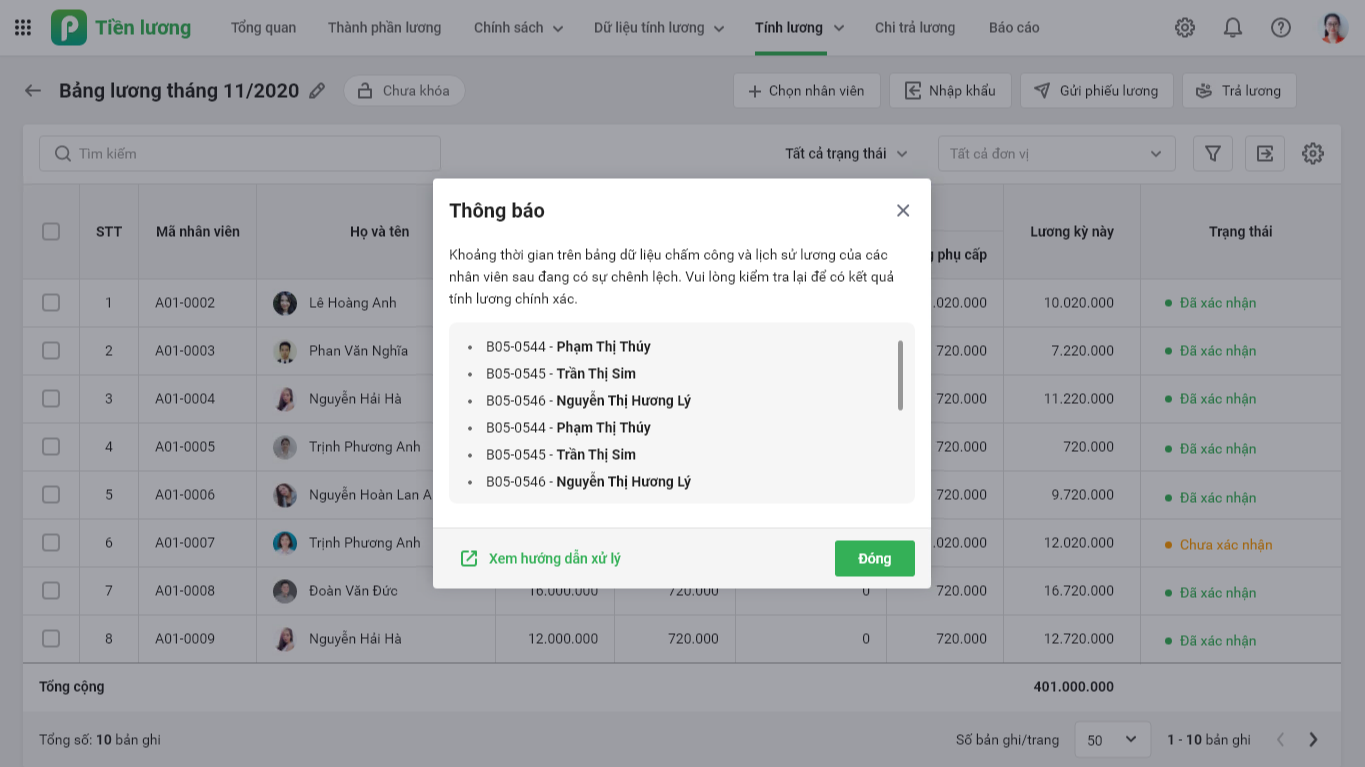 Tiền lương
Tổng quan
Thành phần lương
Chính sách
Dữ liệu tính lương
Tính lương
Chi trả lương
Báo cáo
Bảng lương tháng 11/2020
Chưa khóa
Chọn nhân viên
Nhập khẩu
Gửi phiếu lương
Trả lương
Tìm kiếm
Tất cả trạng thái
Tất cả đơn vị
Thông báo
Khoảng thời gian trên bảng dữ liệu chấm công và lịch sử lương của các
nhân viên sau đang có sự chênh lệch. Vui lòng kiểm tra lại để có kết quả
tính lương chính xác.
B05-0544 - Phạm Thị Thúy
B05-0545 - Trần Thị Sim
B05-0546 - Nguyễn Thị Hương Lý
B05-0544 - Phạm Thị Thúy
B05-0545 - Trần Thị Sim
B05-0546 - Nguyễn Thị Hương Lý
Xem hướng dẫn xử lý
Đóng
STT Mã nhân viên Họ và tên phụ cấp Lương kỳ này Trạng thái
1 A01-0002 Lê Hoàng Anh .020.000 10.020.000 Đã xác nhận
2 A01-0003 Phan Văn Nghĩa 720.000 7.220.000 Đã xác nhận
3 A01-0004 Nguyễn Hải Hà 720.000 11.220.000 Đã xác nhận
4 A01-0005 Trịnh Phương Anh 720.000 720.000 Đã xác nhận
5 A01-0006 Nguyễn Hoàn Lan A 720.000 9.720.000 Đã xác nhận
6 A01-0007 Trịnh Phương Anh .020.000 12.020.000 Chưa xác nhận
7 A01-0008 Đoàn Văn Đức 16.000.000 720.000 0 720.000 16.720.000 Đã xác nhận
8 A01-0009 Nguyễn Hải Hà 12.000.000 720.000 0 720.000 12.720.000 Đã xác nhận
Tổng cộng 401.000.000
Tổng số: 10 bản ghi
Số bản ghi/trang 50 1 - 10 bản ghi